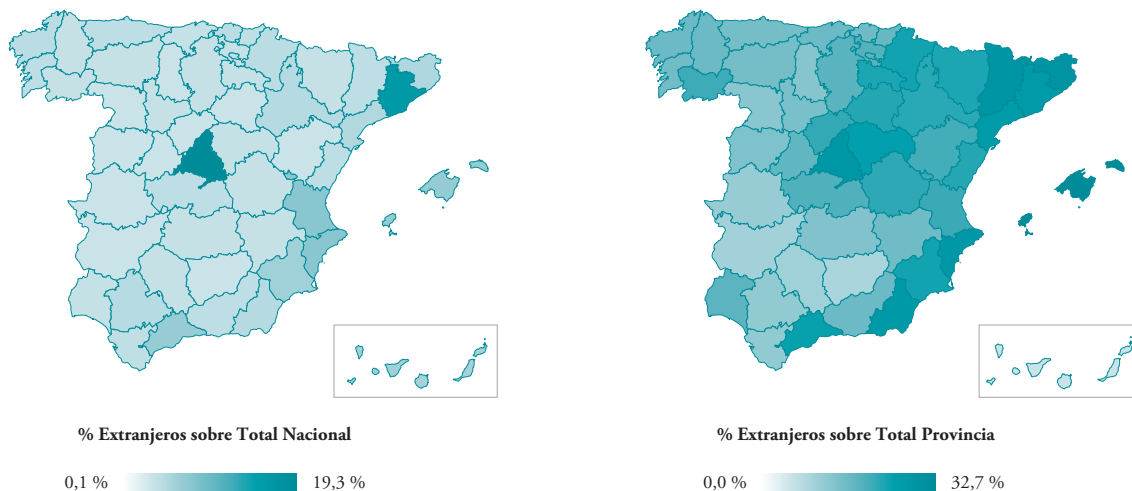 % Extranjeros sobre Total Nacional
0,1 % 19,3 %
% Extranjeros sobre Total Provincia
0,0 % 32,7 %